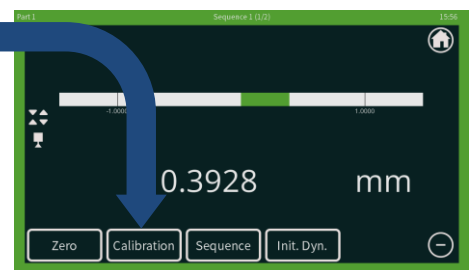 Part 1 Sequence 1 (1/2) 15:56
-1.0000 1.0000
0.3928 mm
Zero Calibration Sequence Init. Dyn.